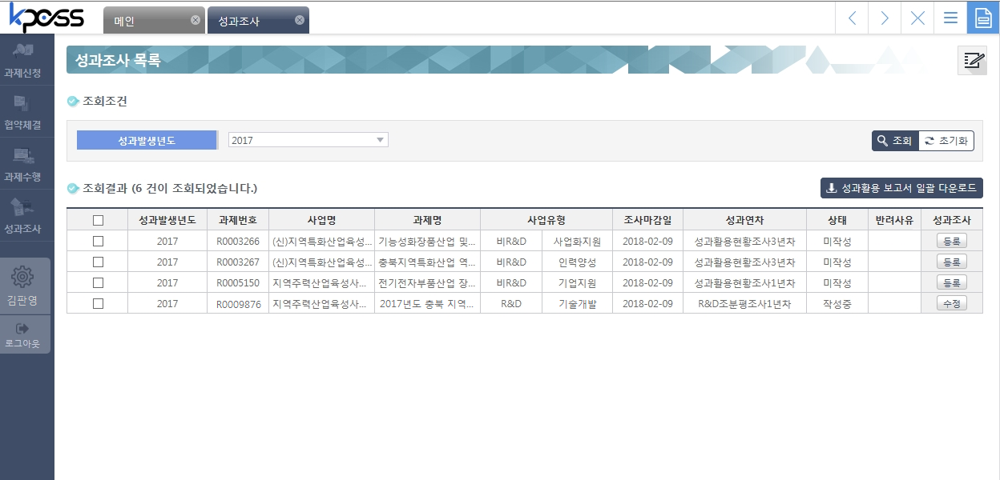 kpass
메인
성과조사
과제신청
협약체결
과제수행
성과조사
김판영
로그아웃
성과조사 목록
조회조건
성과발생년도 2017 조회 초기화
조회결과 (6 건이 조회되었습니다.) 성과활용 보고서 일괄 다운로드
성과발생년도 과제번호 사업명 과제명 사업유형 조사마감일 성과연차 상태 반려사유 성과조사
2017 R0003266 (신)지역특화산업육성... 기능성화장품산업 및... 비R&D 사업화지원 2018-02-09 성과활용현황조사3년차 미작성 등록
2017 R0003267 (신)지역특화산업육성... 충북지역특화산업 역... 비R&D 인력양성 2018-02-09 성과활용현황조사3년차 미작성 등록
2017 R0005150 지역주력산업육성사... 전기전자부품산업 장... 비R&D 기업지원 2018-02-09 성과활용현황조사1년차 미작성 등록
2017 R0009876 지역주력산업육성사... 2017년도 충북 지역... R&D 기술개발 2018-02-09 R&D조분평조사1년차 작성중 수정